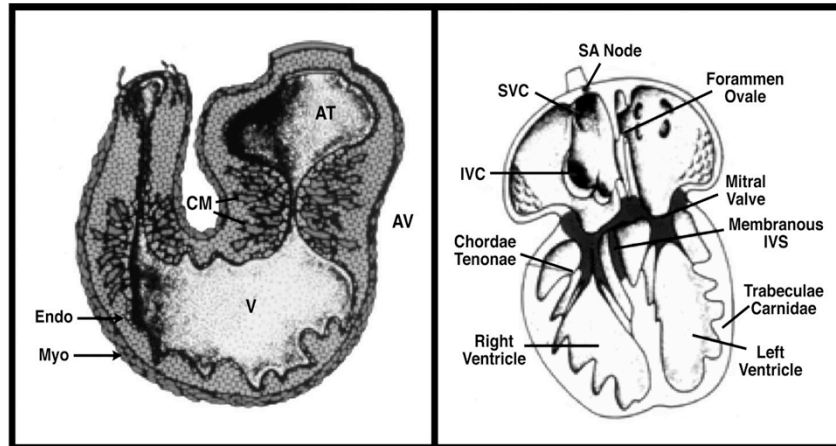 AT
CM
AV
V
Endo
Myo
SA Node
SVC
Forammen
Ovale
IVC
Mitral
Valve
Membranous
IVS
Chordae
Tenonae
Trabeculae
Carnidae
Right
Ventricle
Left
Ventricle